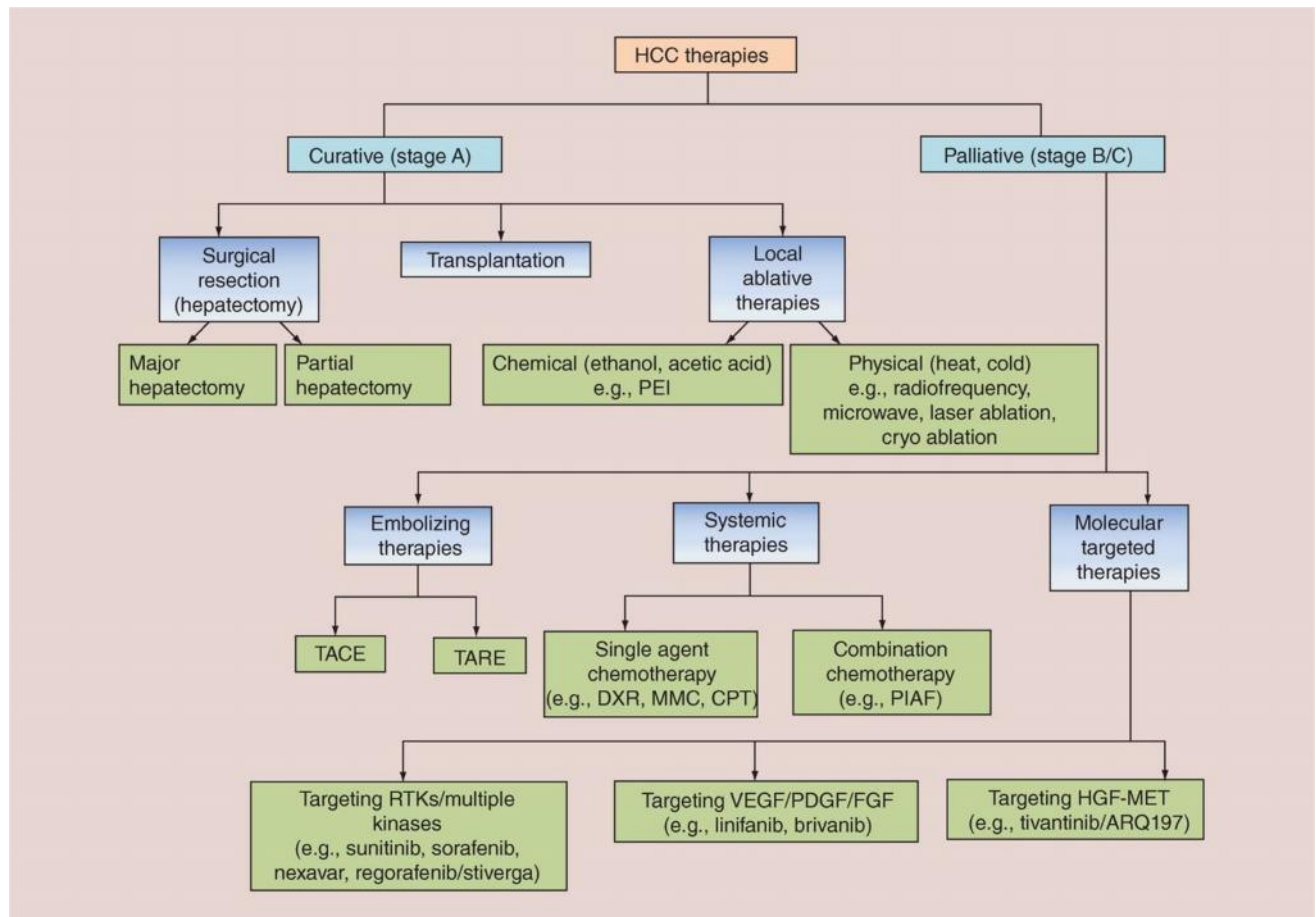 HCC therapies
Curative (stage A)
Palliative (stage B/C)
Surgical
resection
(hepatectomy)
Transplantation
Local
ablative
therapies
Major
hepatectomy
Partial
hepatectomy
Chemical (ethanol, acetic acid)
e.g., PEI
Physical (heat, cold)
e.g., radiofrequency,
microwave, laser ablation,
cryo ablation
Embolizing
therapies
Systemic
therapies
Molecular
targeted
therapies
TACE
TARE
Single agent
chemotherapy
(e.g., DXR, MMC, CPT)
Combination
chemotherapy
(e.g., PIAF)
Targeting RTKs/multiple
kinases
(e.g., sunitinib, sorafenib,
nexavar, regorafenib/stiverga)
Targeting VEGF/PDGF/FGF
(e.g., linifanib, brivanib)
Targeting HGF-MET
(e.g., tivantinib/ARQ197)